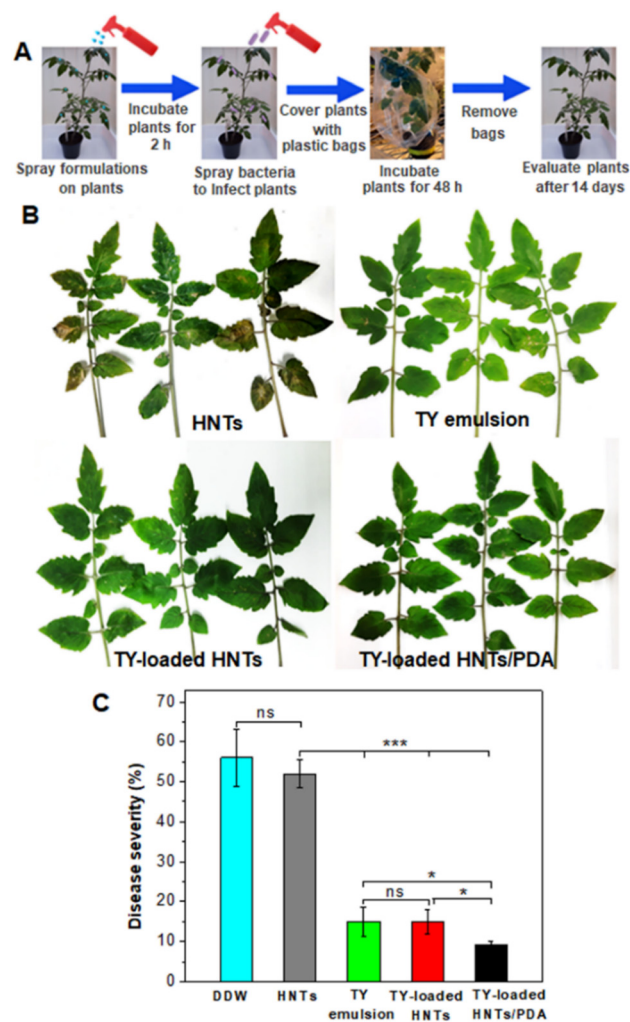 A
Spray formulations
on plants
Incubate
plants for
2 h
Spray bacteria
to Infect plants
Cover plants
with
plastic bags
Incubate
plants for 48 h
Remove
bags
Evaluate plants
after 14 days
B
HNTs
TY emulsion
TY-loaded HNTs
TY-loaded HNTs/PDA
C
Disease severity (%)
70
60
50
40
30
20
10
0
ns
***
*
ns
*
DDW
HNTs
TY
emulsion
TY-loaded
HNTs
TY-loaded
HNTs/PDA